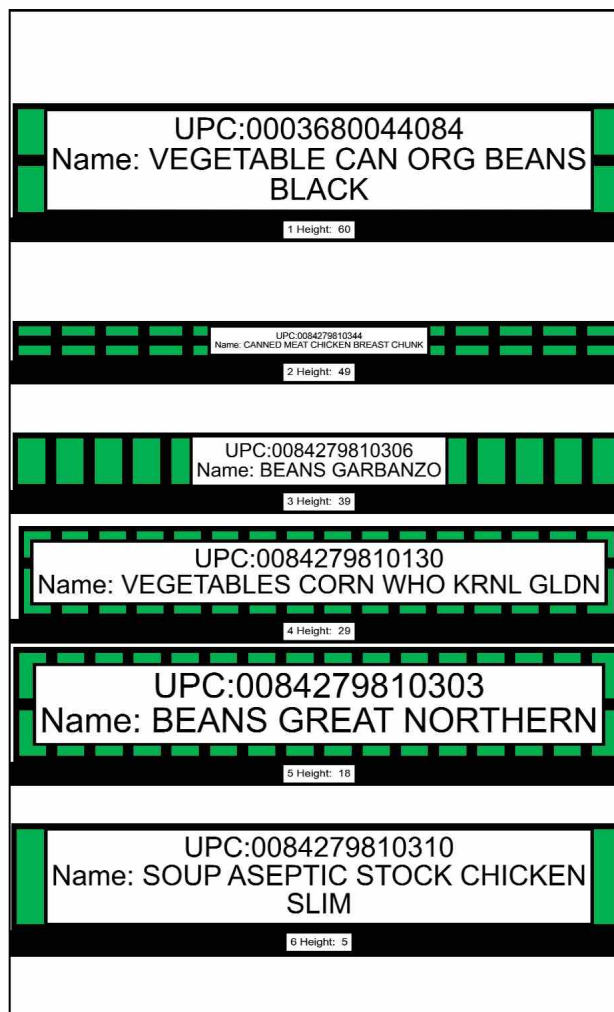 UPC:0003680044084
Name: VEGETABLE CAN ORG BEANS
BLACK
1 Height: 60
UPC:0084279810344
Name: CANNED MEAT CHICKEN BREAST CHUNK
2 Height: 49
UPC:0084279810306
Name: BEANS GARBANZO
3 Height: 39
UPC:0084279810130
Name: VEGETABLES CORN WHO KRNL GLDN
4 Height: 29
UPC:0084279810303
Name: BEANS GREAT NORTHERN
5 Height: 18
UPC:0084279810310
Name: SOUP ASEPTIC STOCK CHICKEN
SLIM
6 Height: 5